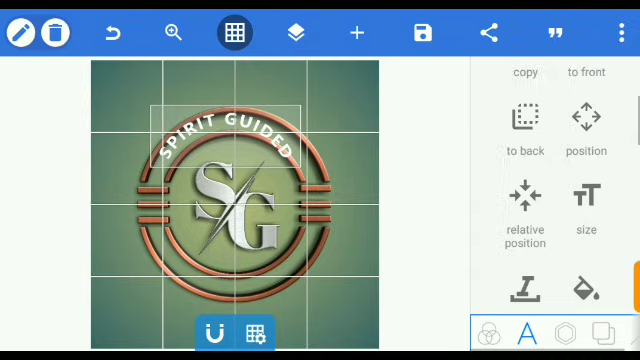 copy
to front
SPIRIT GUIDED
to back
position
SG
relative
position
size
A